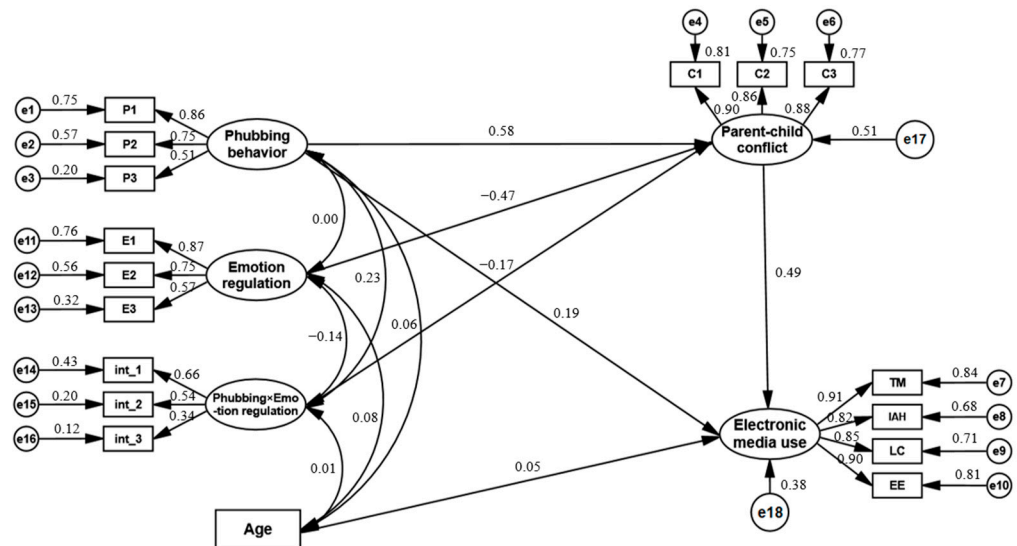 e4
e5
e6
0.81
0.75
0.77
C1
C2
C3
0.90
0.86
0.88
Parent-child
conflict
0.51
e17
e1
0.75
P1
0.86
e2
0.57
P2
0.75
e3
0.20
P3
0.51
Phubbing
behavior
0.58
−0.47
0.00
e11
0.76
E1
0.87
e12
0.56
E2
0.75
e13
0.32
E3
0.57
Emotion
regulation
0.23
−0.17
0.49
0.19
0.06
−0.14
e14
0.43
int_1
0.66
e15
0.20
int_2
0.54
e16
0.12
int_3
0.34
Phubbing×Emo
-tion regulation
0.08
0.01
0.05
Age
Electronic
media use
0.38
e18
0.91
TM
0.84
e7
0.82
IAH
0.68
e8
0.85
LC
0.71
e9
0.90
EE
0.81
e10